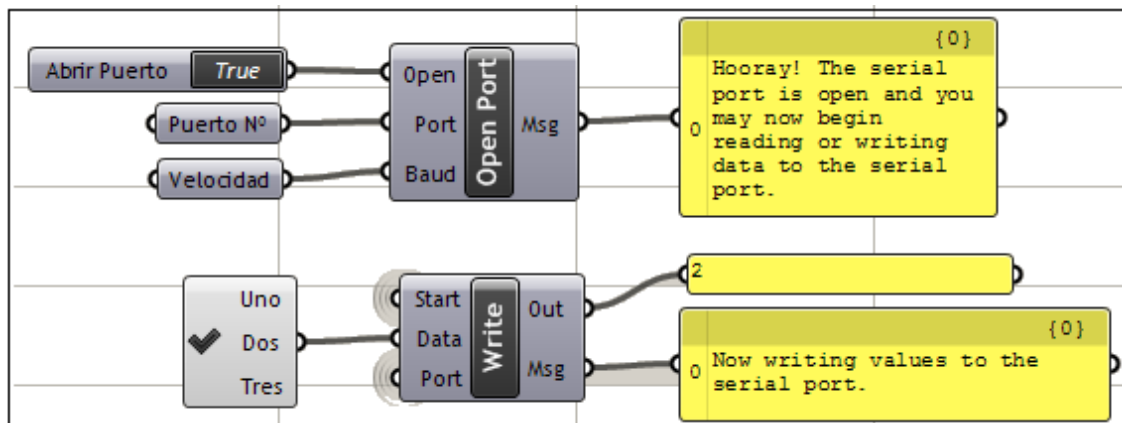 Abrir Puerto True
Puerto Nº
Velocidad
Open
Port
Baud
Open Port
Msg
{0}
0
Hooray! The serial
port is open and you
may now begin
reading or writing
data to the serial
port.
Uno
Dos
Tres
Start
Data
Port
Write
Out
Msg
2
{0}
0
Now writing values to the
serial port.